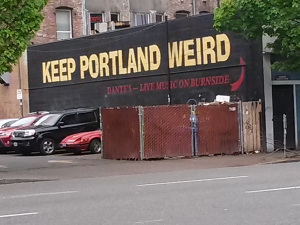 KEEP PORTLAND WEIRD
DANTE'S - LIVE MUSIC ON BURNSIDE